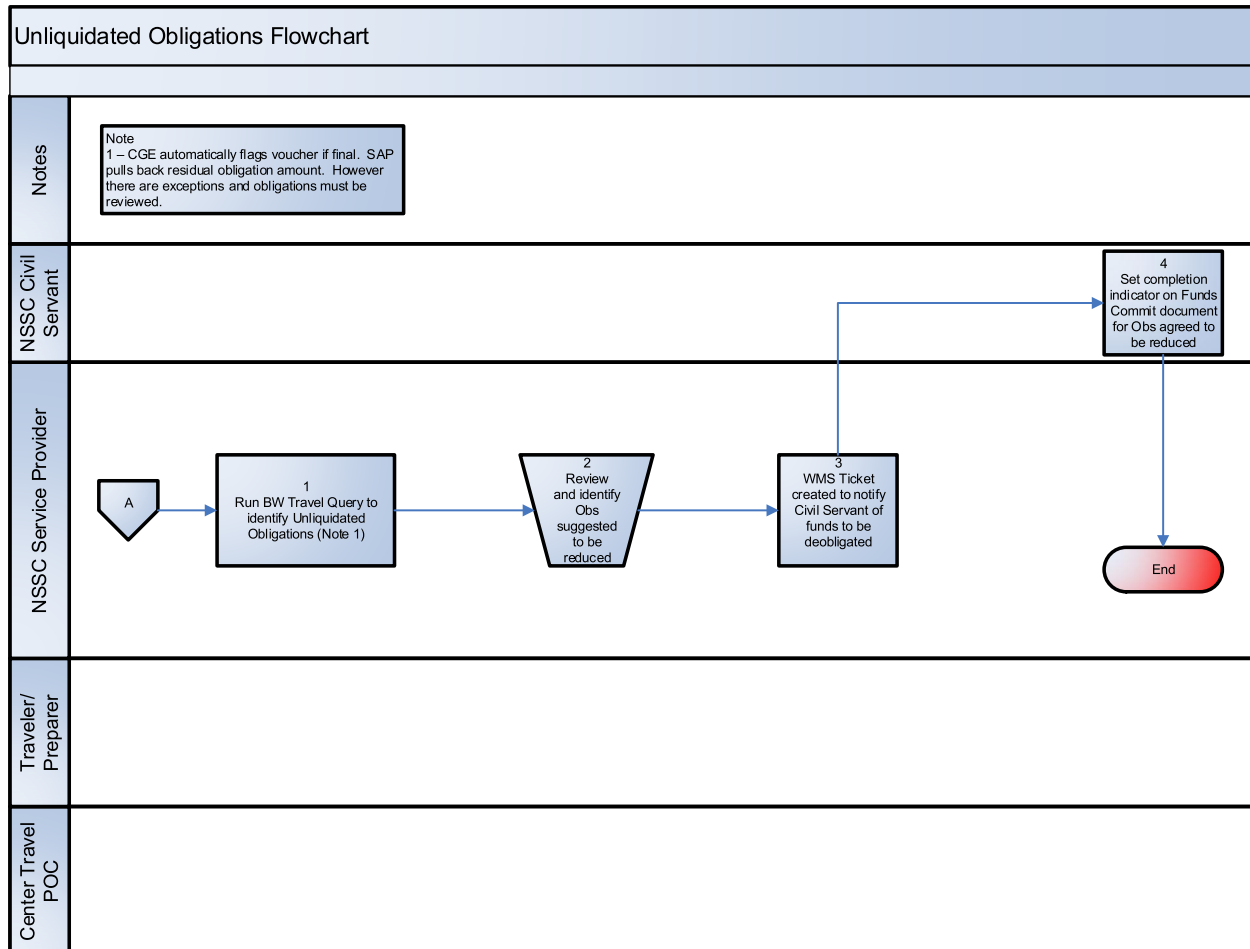 Unliquidated Obligations Flowchart
Notes
Note
1 – CGE automatically flags voucher if final.  SAP
pulls back residual obligation amount.  However
there are exceptions and obligations must be
reviewed.
NSSC Civil
Servant
4
Set completion
indicator on Funds
Commit document
for Obs agreed to
be reduced
NSSC Service Provider
A
1
Run BW Travel Query to
identify Unliquidated
Obligations (Note 1)
2
Review
and identify
Obs
suggested
to be
reduced
3
WMS Ticket
created to notify
Civil Servant of
funds to be
deobligated
End
Traveler/
Preparer
Center Travel
POC